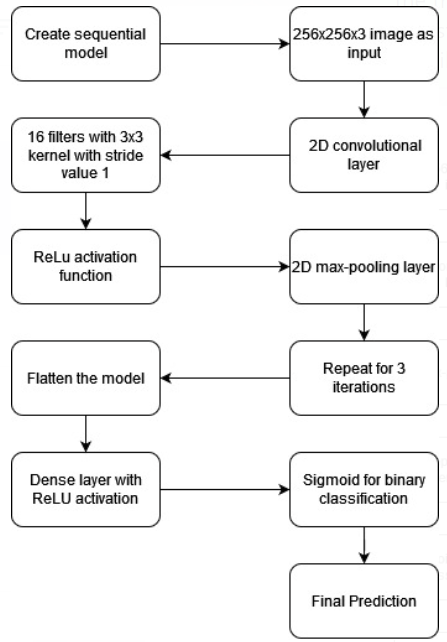 Create sequential
model
256x256x3 image as
input
16 filters with 3x3
kernel with stride
value 1
2D convolutional
layer
ReLu activation
function
2D max-pooling layer
Flatten the model
Repeat for 3
iterations
Dense layer with
ReLU activation
Sigmoid for binary
classification
Final Prediction